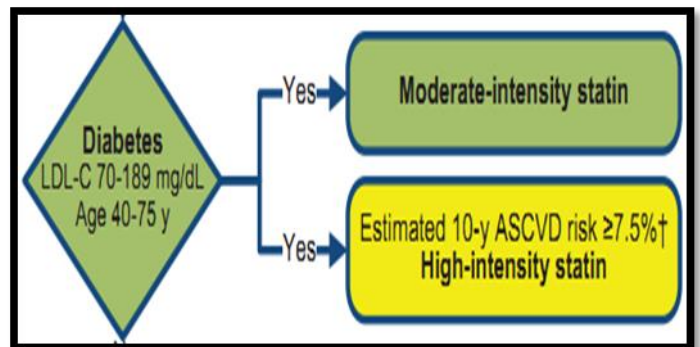 Diabetes
LDL-C 70-189 mg/dL
Age 40-75 y
Yes
Moderate-intensity statin
Yes
Estimated 10-y ASCVD risk ≥7.5%†
High-intensity statin